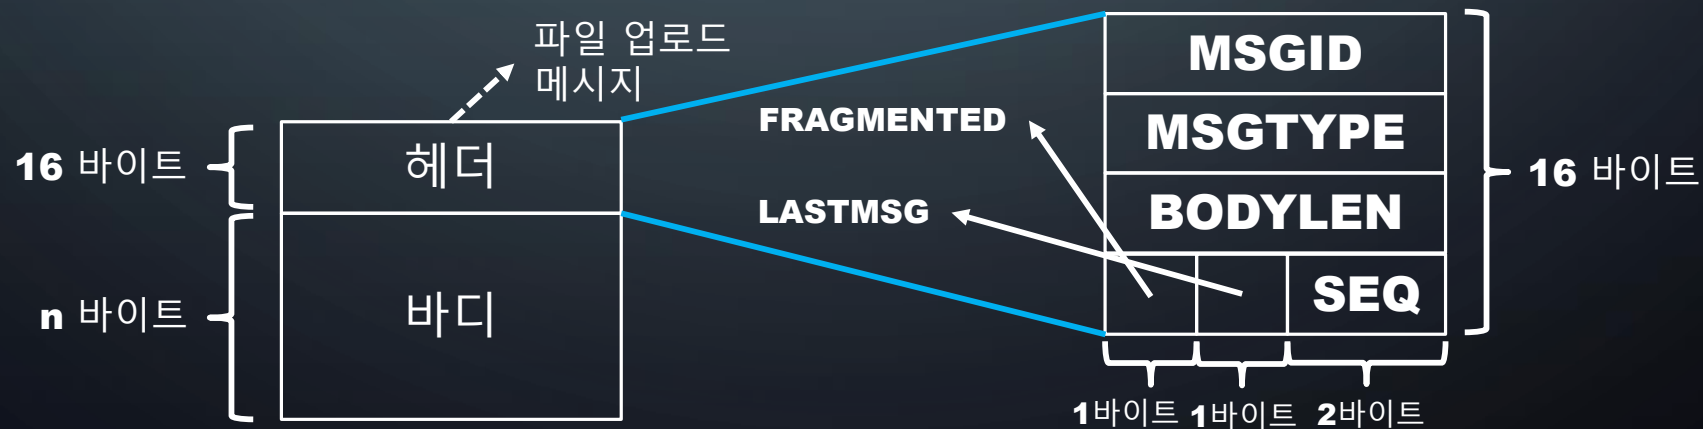 파일 업로드
메시지
16 바이트
헤더
n 바이트
바디
FRAGMENTED
LASTMSG
MSGID
MSGTYPE
BODYLEN
SEQ
16 바이트
1바이트 1바이트 2바이트